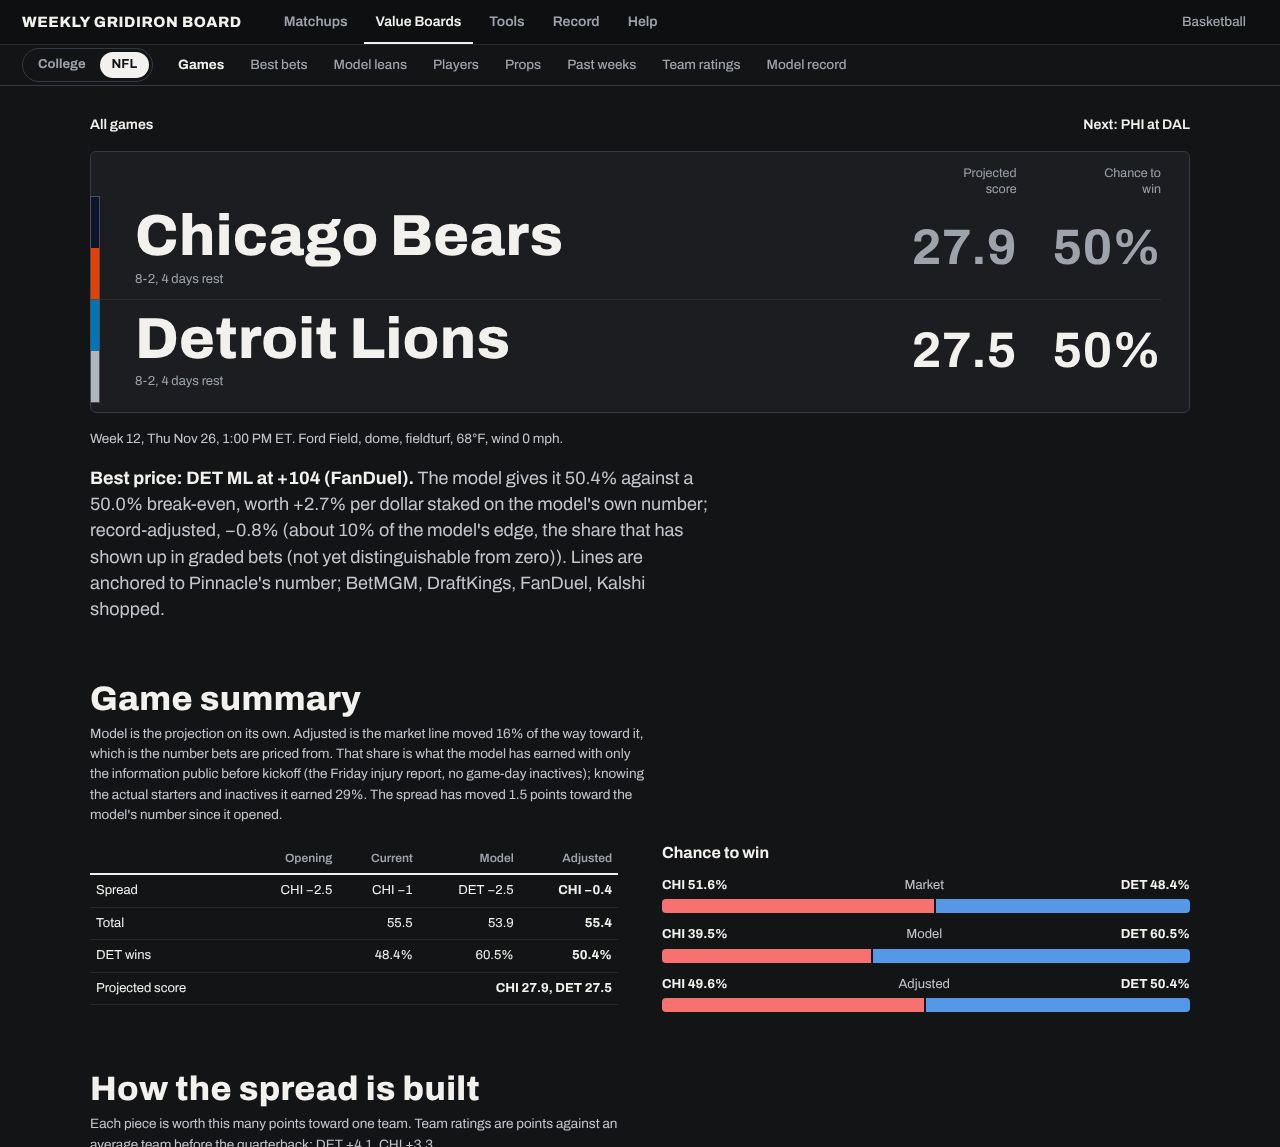 WEEKLY GRIDIRON BOARD Matchups Value Boards Tools Record Help Basketball
College NFL Games Best bets Model leans Players Props Past weeks Team ratings Model record
All games Next: PHI at DAL
Projected score Chance to win
Chicago Bears 27.9 50%
8-2, 4 days rest
Detroit Lions 27.5 50%
8-2, 4 days rest
Week 12, Thu Nov 26, 1:00 PM ET. Ford Field, dome, fieldturf, 68°F, wind 0 mph.
Best price: DET ML at +104 (FanDuel). The model gives it 50.4% against a
50.0% break-even, worth +2.7% per dollar staked on the model's own number;
record-adjusted, −0.8% (about 10% of the model's edge, the share that has
shown up in graded bets (not yet distinguishable from zero)). Lines are
anchored to Pinnacle's number; BetMGM, DraftKings, FanDuel, Kalshi
shopped.
Game summary
Model is the projection on its own. Adjusted is the market line moved 16% of the way toward it,
which is the number bets are priced from. That share is what the model has earned with only
the information public before kickoff (the Friday injury report, no game-day inactives); knowing
the actual starters and inactives it earned 29%. The spread has moved 1.5 points toward the
model's number since it opened.
Opening Current Model Adjusted
Spread CHI −2.5 CHI −1 DET −2.5 CHI −0.4
Total 55.5 53.9 55.4
DET wins 48.4% 60.5% 50.4%
Projected score CHI 27.9, DET 27.5
Chance to win
CHI 51.6% Market DET 48.4%
CHI 39.5% Model DET 60.5%
CHI 49.6% Adjusted DET 50.4%
How the spread is built
Each piece is worth this many points toward one team. Team ratings are points against an
average team before the quarterback: DET +4.1, CHI +3.3